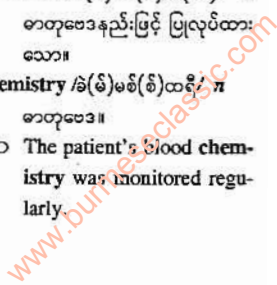 ဓာတုဗေဒနည်းဖြင့် ပြုလုပ်ထား
သော။
emistry /ခဲ(မ်)မစ်(စ်)ထရီ/ n
ဓာတုဗေဒ။
The patient's blood chem-
istry was monitored regu-
larly.
www.burmeseclassic.com